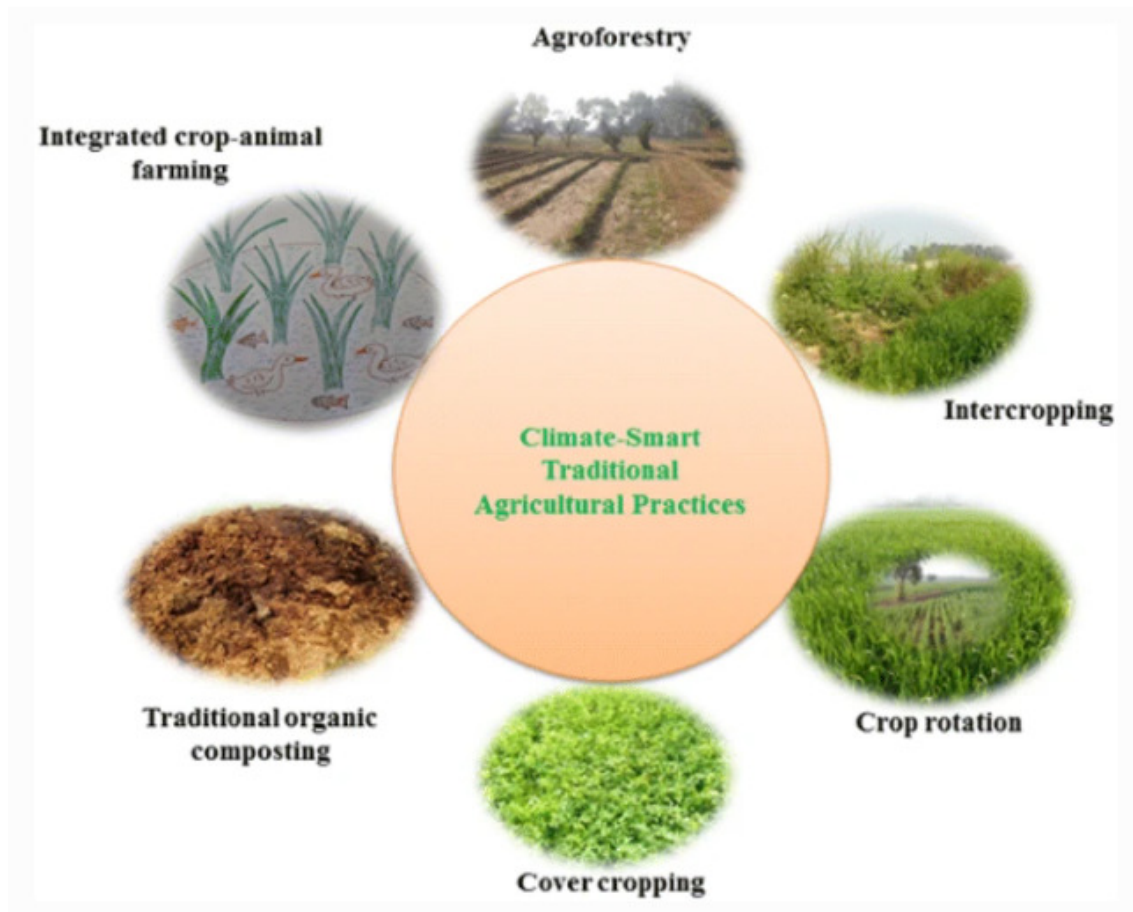 Agroforestry
Integrated crop-animal
farming
Intercropping
Climate-Smart
Traditional
Agricultural Practices
Traditional organic
composting
Crop rotation
Cover cropping